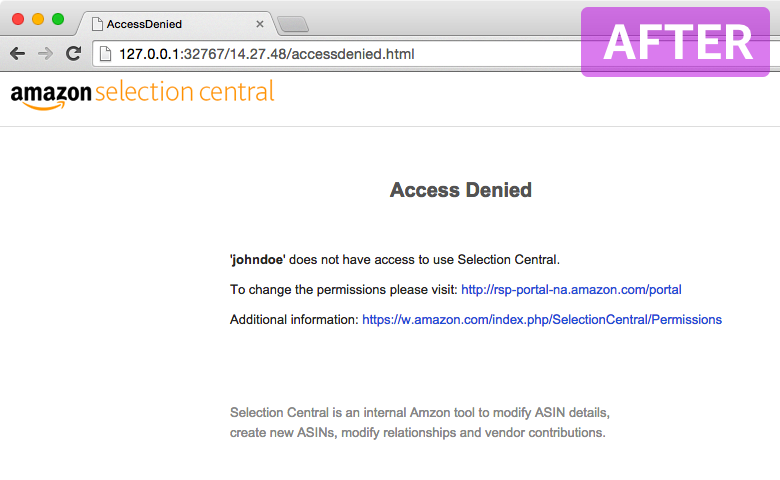 AccessDenied
AFTER
127.0.0.1:32767/14.27.48/accessdenied.html
amazon selection central
Access Denied
'johndoe' does not have access to use Selection Central.
To change the permissions please visit: http://rsp-portal-na.amazon.com/portal
Additional information: https://w.amazon.com/index.php/SelectionCentral/Permissions
Selection Central is an internal Amzon tool to modify ASIN details,
create new ASINs, modify relationships and vendor contributions.